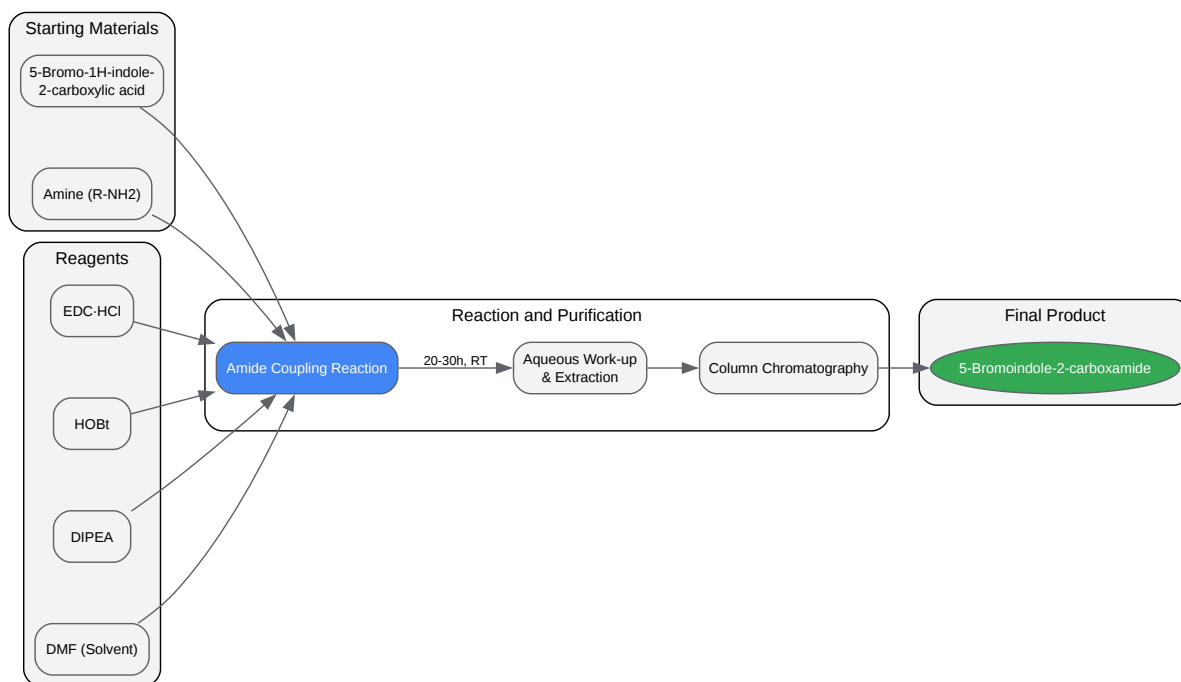 Starting Materials
5-Bromo-1H-indole-
2-carboxylic acid
Amine (R-NH2)
Reagents
EDC·HCl
HOBt
DIPEA
DMF (Solvent)
Reaction and Purification
Amide Coupling Reaction
20-30h, RT
Aqueous Work-up
& Extraction
Column Chromatography
Final Product
5-Bromoindole-2-carboxamide